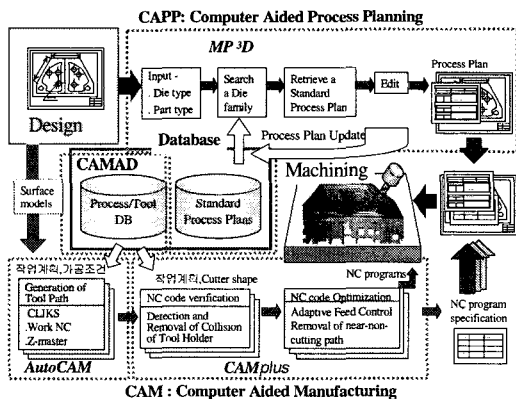 CAPP: Computer Aided Process Planning
MP ³D
Input -
. Die type
. Part type
Search
a Die
family
Retrieve a
Standard
Process Plan
Edit
Process Plan
Design
Database
Process Plan Update
CAMAD
Surface
models
Process/Tool
DB
Standard
Process Plans
Machining
작업계획,가공조건
Generation of
Tool Path
.CLJKS
.Work NC
.Z-master
AutoCAM
작업계획,Cutter shape
NC code verification
Detection and
Removal of Collision
of Tool Holder
CAMplus
NC programs
NC code Optimization
Adaptive Feed Control
Removal of near-non-
cutting path
NC program
specification
CAM : Computer Aided Manufacturing